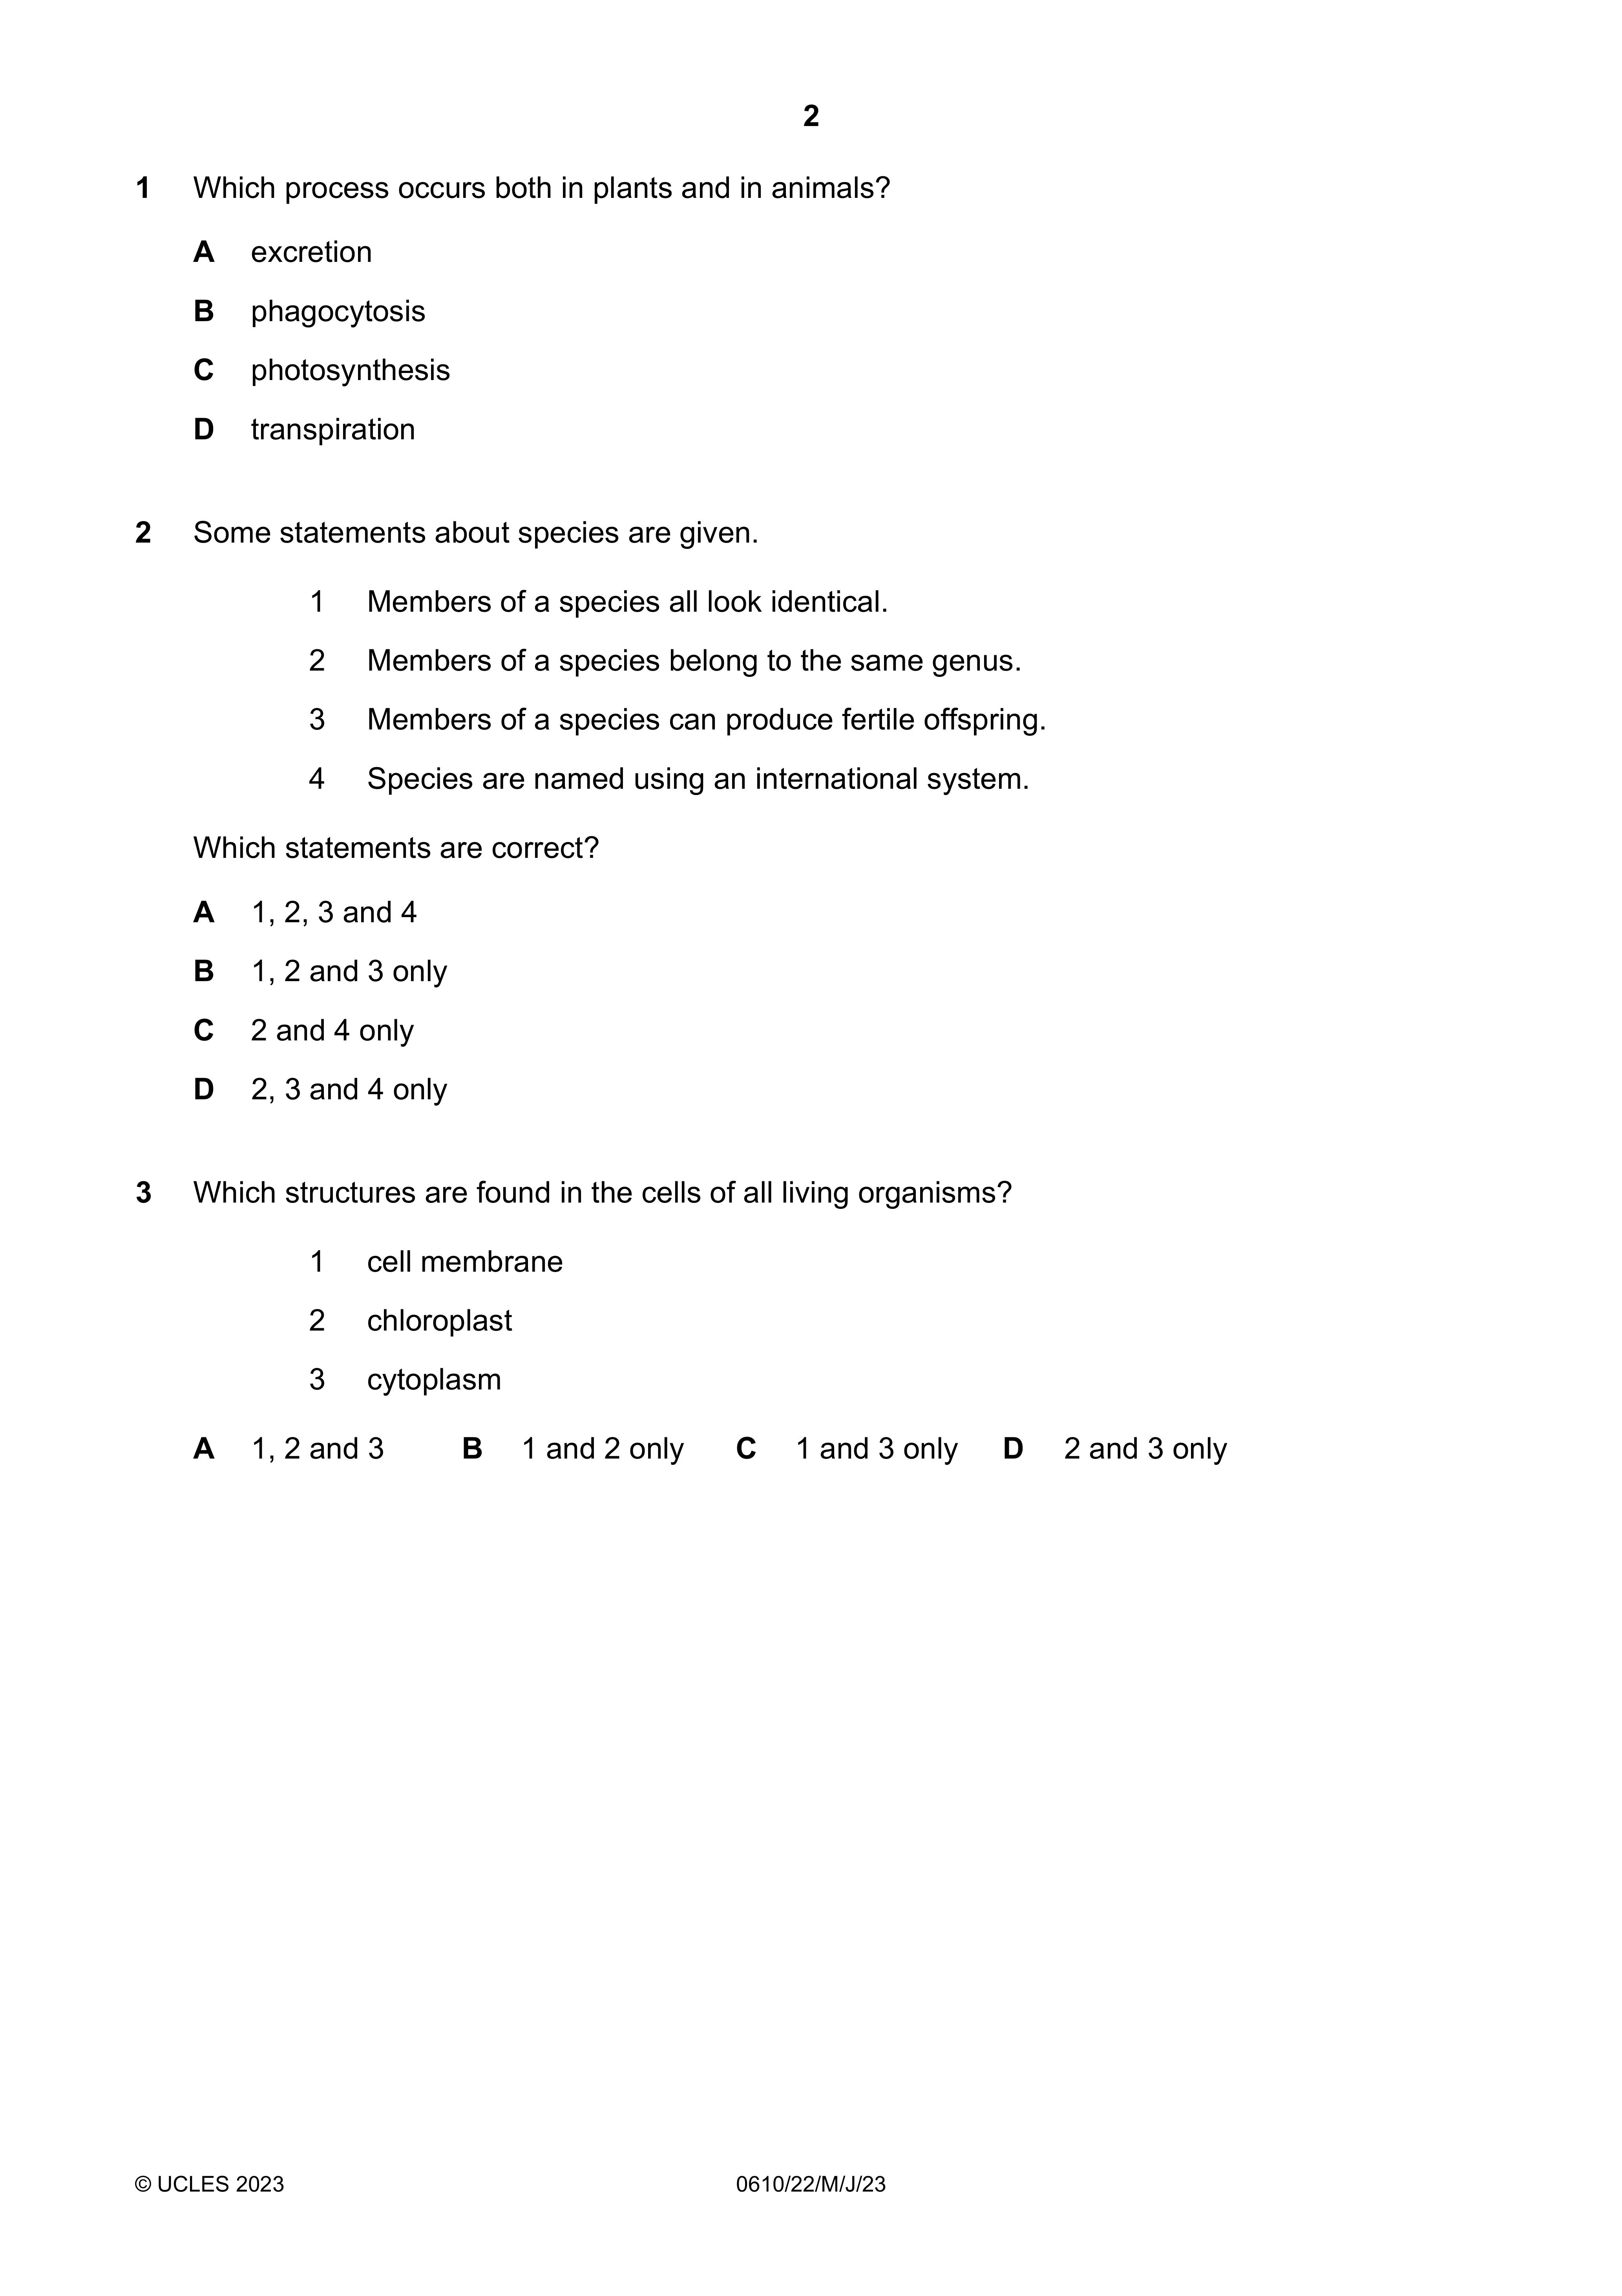 2
1 Which process occurs both in plants and in animals?
A excretion
B phagocytosis
C photosynthesis
D transpiration
2 Some statements about species are given.
1 Members of a species all look identical.
2 Members of a species belong to the same genus.
3 Members of a species can produce fertile offspring.
4 Species are named using an international system.
Which statements are correct?
A 1, 2, 3 and 4
B 1, 2 and 3 only
C 2 and 4 only
D 2, 3 and 4 only
3 Which structures are found in the cells of all living organisms?
1 cell membrane
2 chloroplast
3 cytoplasm
A 1, 2 and 3 B 1 and 2 only C 1 and 3 only D 2 and 3 only
© UCLES 2023 0610/22/M/J/23